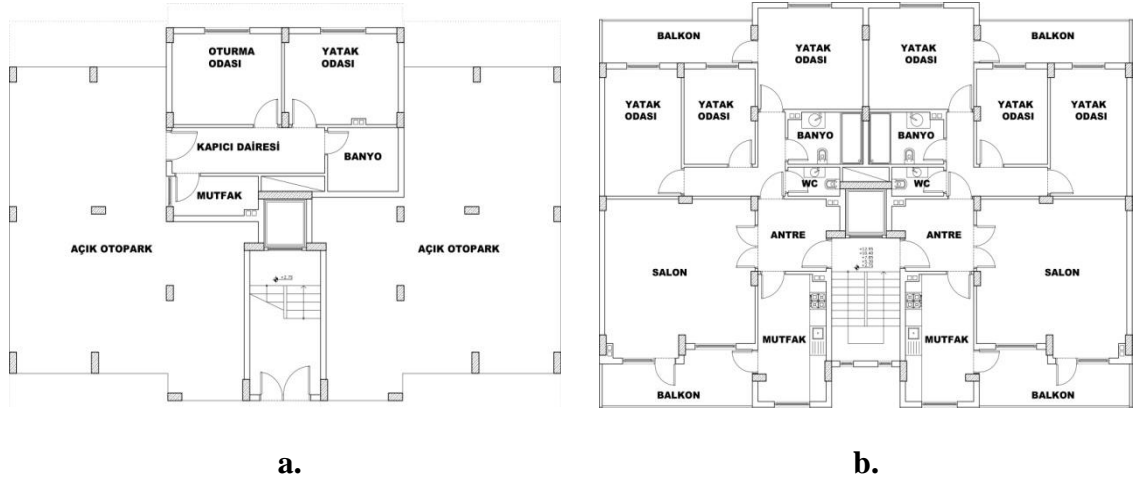 OTURMA
ODASI
YATAK
ODASI
KAPICI DAİRESİ
BANYO
MUTFAK
AÇIK OTOPARK
AÇIK OTOPARK
a.
BALKON
YATAK
ODASI
YATAK
ODASI
BALKON
YATAK
ODASI
YATAK
ODASI
YATAK
ODASI
YATAK
ODASI
BANYO
BANYO
WC
WC
ANTRE
ANTRE
SALON
SALON
MUTFAK
MUTFAK
BALKON
BALKON
b.